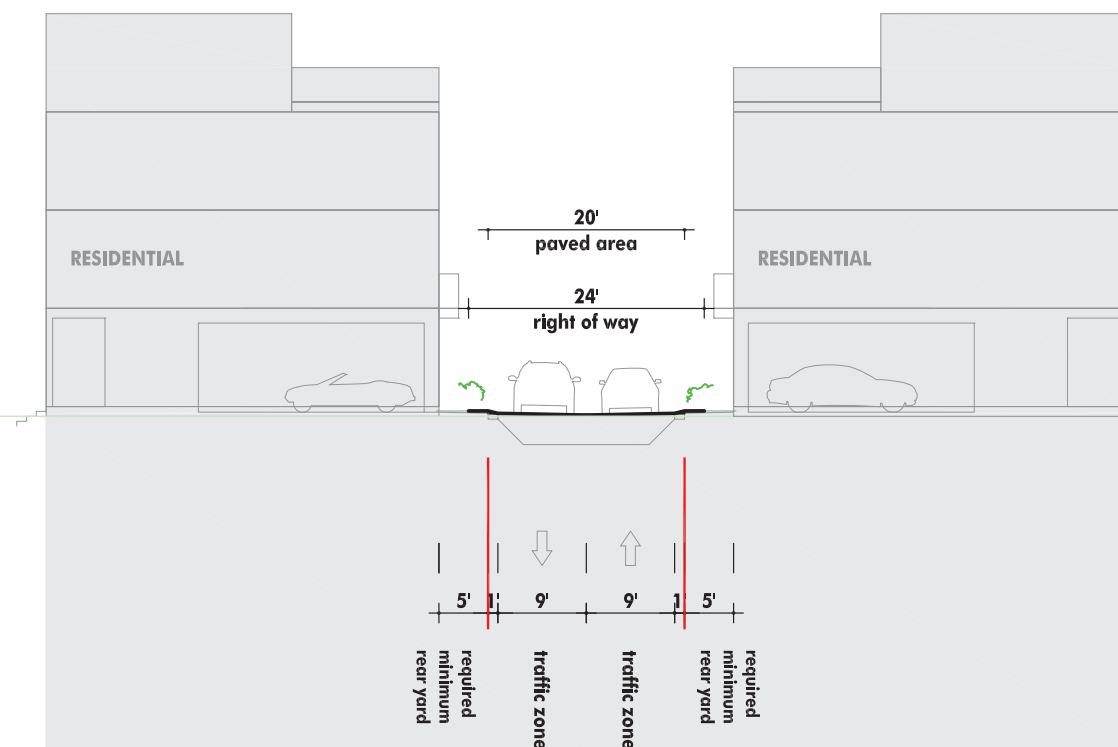 20'
paved area
RESIDENTIAL
RESIDENTIAL
24'
right of way
5' 1' 9' 9' 1' 5'
required
minimum
rear yard
traffic zone
traffic zone
required
minimum
rear yard